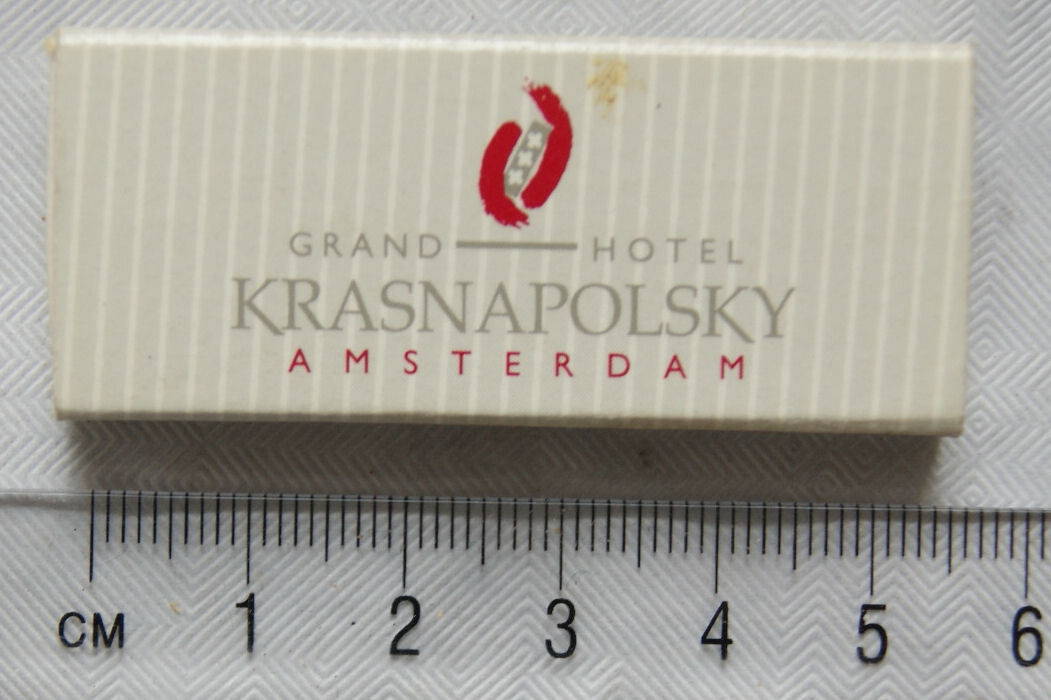 GRAND HOTEL
KRASNAPOLSKY
AMSTERDAM
CM 1 2 3 4 5 6